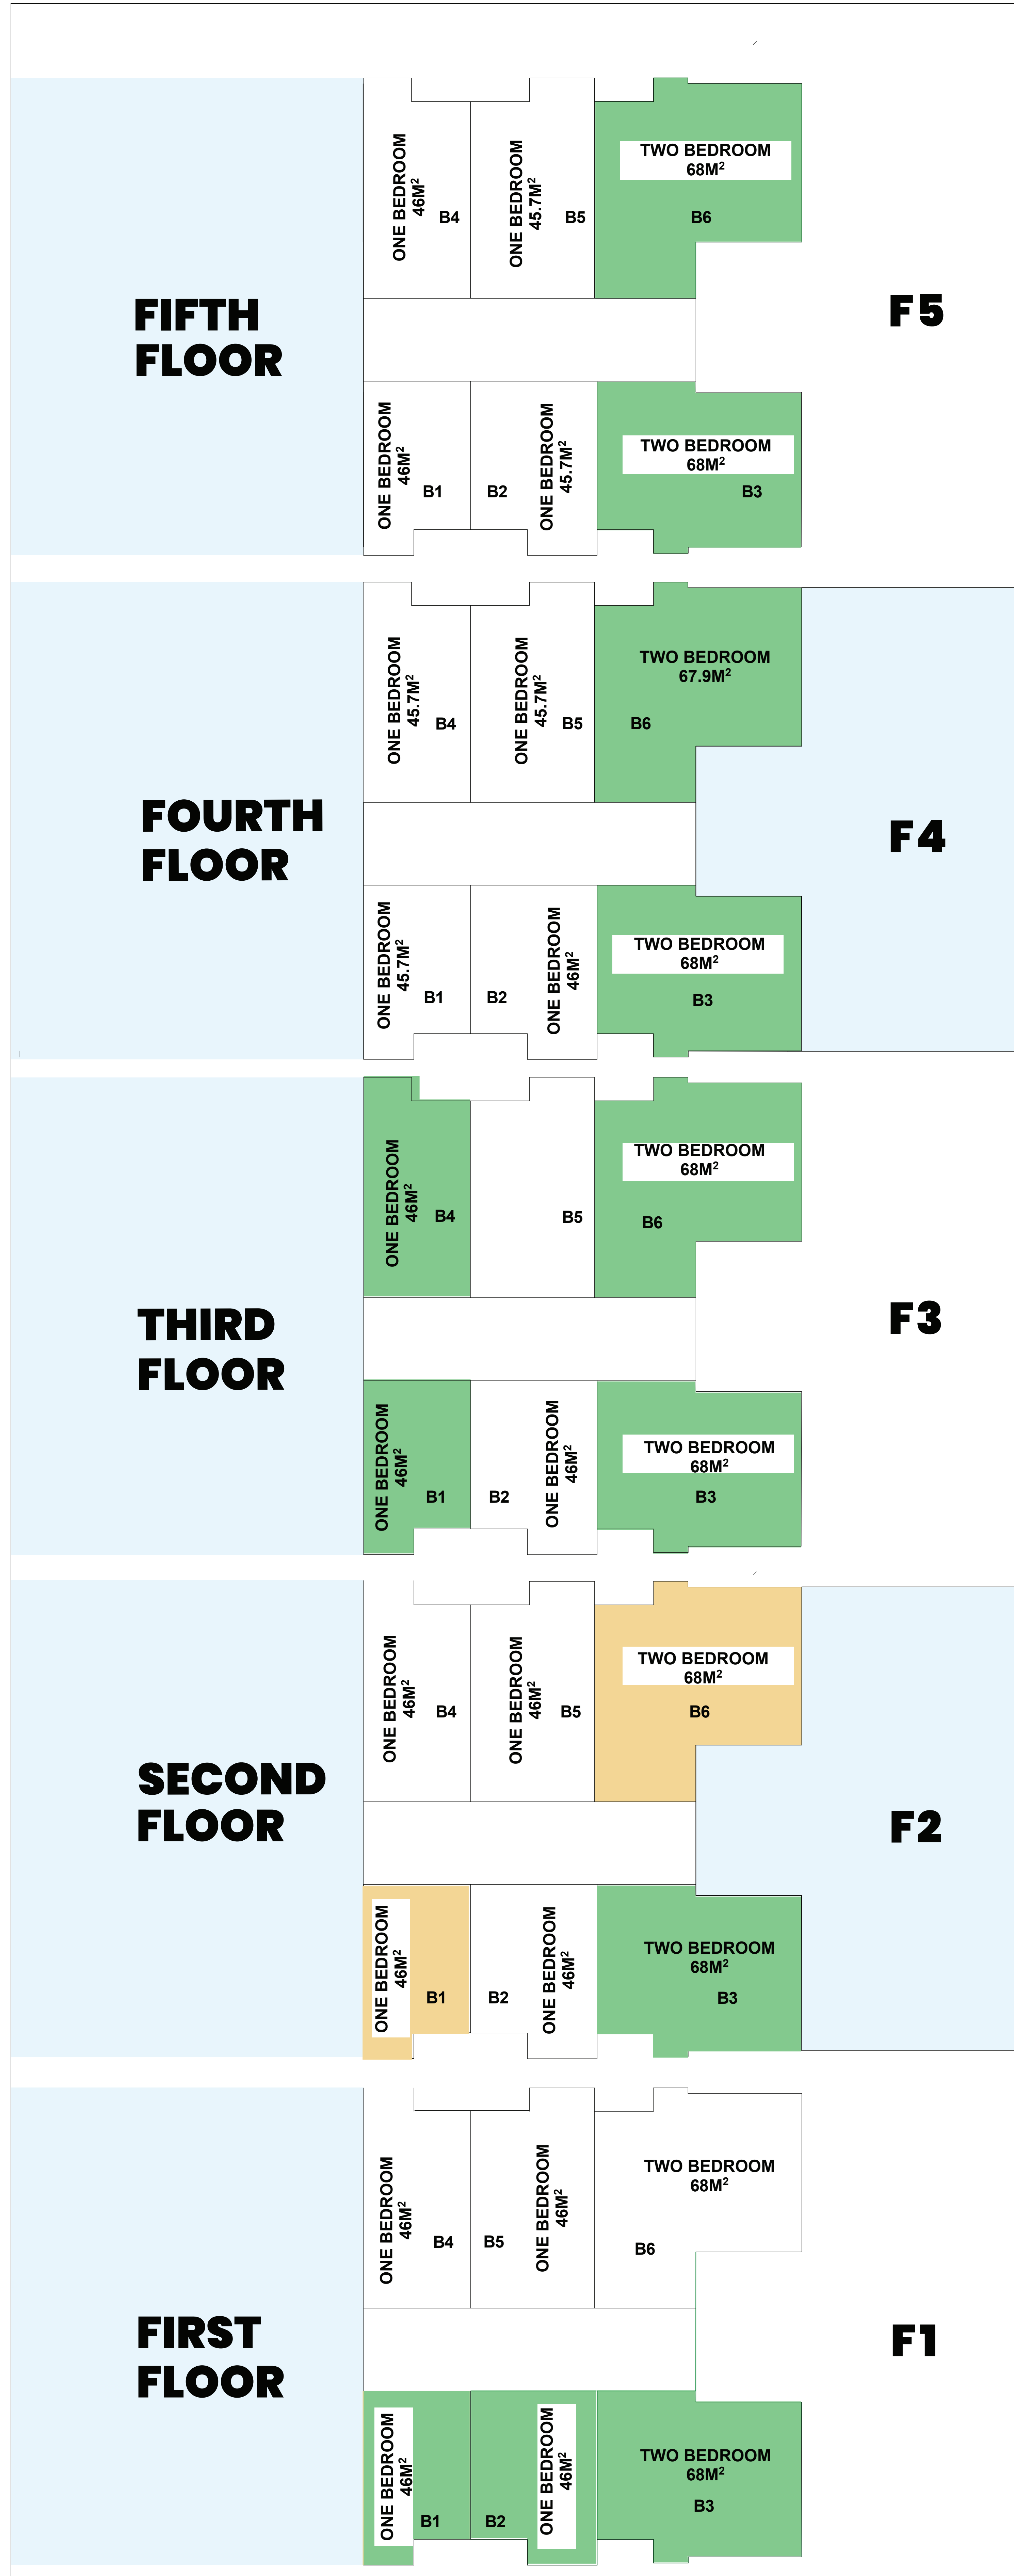 FIFTH
FLOOR
ONE BEDROOM
46M²
B4
ONE BEDROOM
45.7M²
B5
TWO BEDROOM
68M²
B6
F5
ONE BEDROOM
46M²
B1
B2
ONE BEDROOM
45.7M²
TWO BEDROOM
68M²
B3
FOURTH
FLOOR
ONE BEDROOM
45.7M²
B4
ONE BEDROOM
45.7M²
B5
TWO BEDROOM
67.9M²
B6
F4
ONE BEDROOM
45.7M²
B1
B2
ONE BEDROOM
46M²
TWO BEDROOM
68M²
B3
THIRD
FLOOR
ONE BEDROOM
46M²
B4
B5
TWO BEDROOM
68M²
B6
F3
ONE BEDROOM
46M²
B1
B2
ONE BEDROOM
46M²
TWO BEDROOM
68M²
B3
SECOND
FLOOR
ONE BEDROOM
46M²
B4
ONE BEDROOM
46M²
B5
TWO BEDROOM
68M²
B6
F2
ONE BEDROOM
46M²
B1
B2
ONE BEDROOM
46M²
TWO BEDROOM
68M²
B3
FIRST
FLOOR
ONE BEDROOM
46M²
B4
B5
ONE BEDROOM
46M²
TWO BEDROOM
68M²
B6
F1
ONE BEDROOM
46M²
B1
B2
ONE BEDROOM
46M²
TWO BEDROOM
68M²
B3